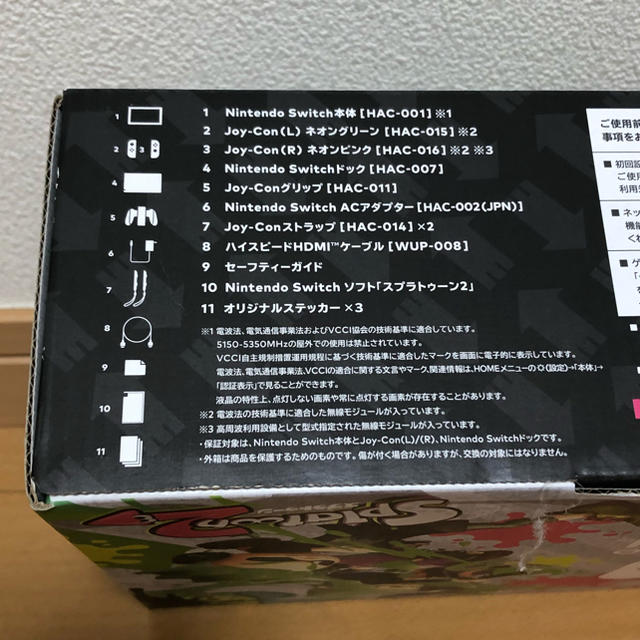 1 Nintendo Switch本体 [HAC-001] ※1
2 Joy-Con(L) ネオングリーン [HAC-015] ※2
3 Joy-Con(R) ネオンピンク [HAC-016] ※2 ※3
4 Nintendo Switchドック [HAC-007]
5 Joy-Conグリップ [HAC-011]
6 Nintendo Switch ACアダプター [HAC-002(JPN)]
7 Joy-Conストラップ [HAC-014] ×2
8 ハイスピードHDMI™ケーブル [WUP-008]
9 セーフティーガイド
10 Nintendo Switch ソフト「スプラトゥーン2」
11 オリジナルステッカー ×3
※1 電波法、電気通信事業法およびVCCI協会の技術基準に適合しています。
5150-5350MHzの屋外での使用は禁止されています。
VCCI自主規制措置運用規程に基づく技術基準に適合したマークを画面に電子的に表示しています。
電波法、電気通信事業法、VCCIの適合に関する文言やマーク、関連情報は、HOMEメニューの(設定)→「本体」→
「認証表示」で見ることができます。
液晶の特性上、点灯しない画素や常に点灯する画素が存在することがあります。
※2 電波法の技術基準に適合した無線モジュールが入っています。
※3 高周波利用設備として型式指定された無線モジュールが入っています。
・保証対象は、Nintendo Switch本体とJoy-Con(L)/(R)、Nintendo Switchドックです。
・外箱は商品を保護するためのものです。傷が付く場合がありますが、交換の対象にはなりません。
1
2 3
4
5
6
7
8
9
10
11
ご使用前
事項をお
■ 初回設
ご使用
利用
■ ネッ
機能
くれ
■ ゲ
Splatoon 2